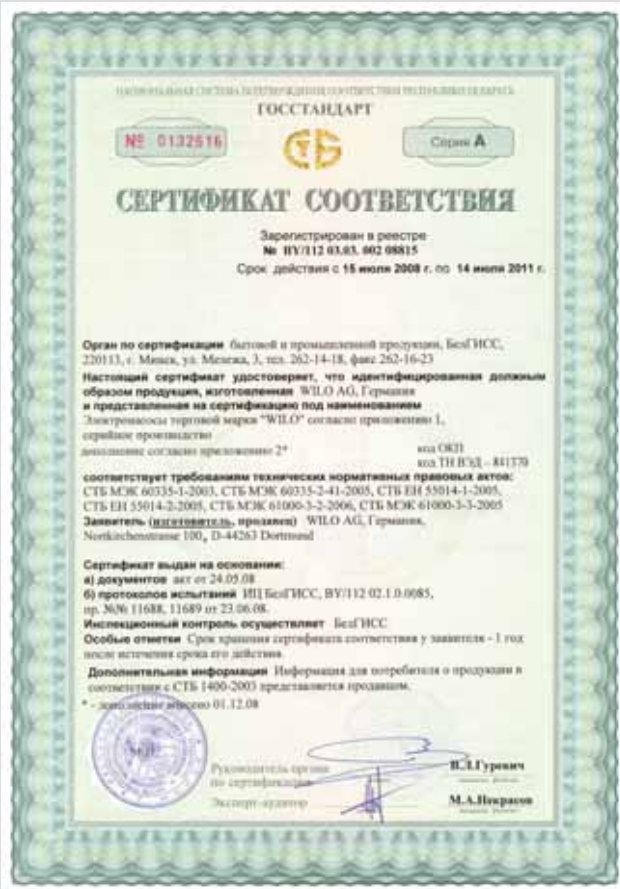 НАЦИОНАЛЬНАЯ СИСТЕМА ПОДТВЕРЖДЕНИЯ СООТВЕТСТВИЯ РЕСПУБЛИКИ БЕЛАРУСЬ
ГОССТАНДАРТ
№ 0132616
СТБ
Серия А
СЕРТИФИКАТ СООТВЕТСТВИЯ
Зарегистрирован в реестре
№ BY/112 03.03. 002 08815
Срок действия с 15 июля 2008 г. по 14 июля 2011 г.
Орган по сертификации бытовой и промышленной продукции, БелГИСС,
220113, г. Минск, ул. Мележа, 3, тел. 262-14-18, факс 262-16-23
Настоящий сертификат удостоверяет, что идентифицированная должным
образом продукция, изготовленная WILO AG, Германия
и представленная на сертификацию под наименованием
Электронасосы торговой марки "WILO" согласно приложению 1,
серийное производство
дополнение согласно приложению 2*
код ОКП
код ТН ВЭД – 841370
соответствует требованиям технических нормативных правовых актов:
СТБ МЭК 60335-1-2003, СТБ МЭК 60335-2-41-2005, СТБ ЕН 55014-1-2005,
СТБ ЕН 55014-2-2005, СТБ МЭК 61000-3-2-2006, СТБ МЭК 61000-3-3-2005
Заявитель (изготовитель, продавец) WILO AG, Германия,
Nortkirchenstrasse 100, D-44263 Dortmund
Сертификат выдан на основании:
а) документов акт от 24.05.08
б) протоколов испытаний ИЦ БелГИСС, BY/112 02.1.0.0085,
пр. №№ 11688, 11689 от 23.06.08.
Инспекционный контроль осуществляет БелГИСС
Особые отметки Срок хранения сертификата соответствия у заявителя - 1 год
после истечения срока его действия.
Дополнительная информация Информация для потребителя о продукции в
соответствии с СТБ 1400-2003 представляется продавцом.
* - дополнение внесено 01.12.08
Руководитель органа
по сертификации
В.Л.Гуревич
Эксперт-аудитор
М.А.Некрасов